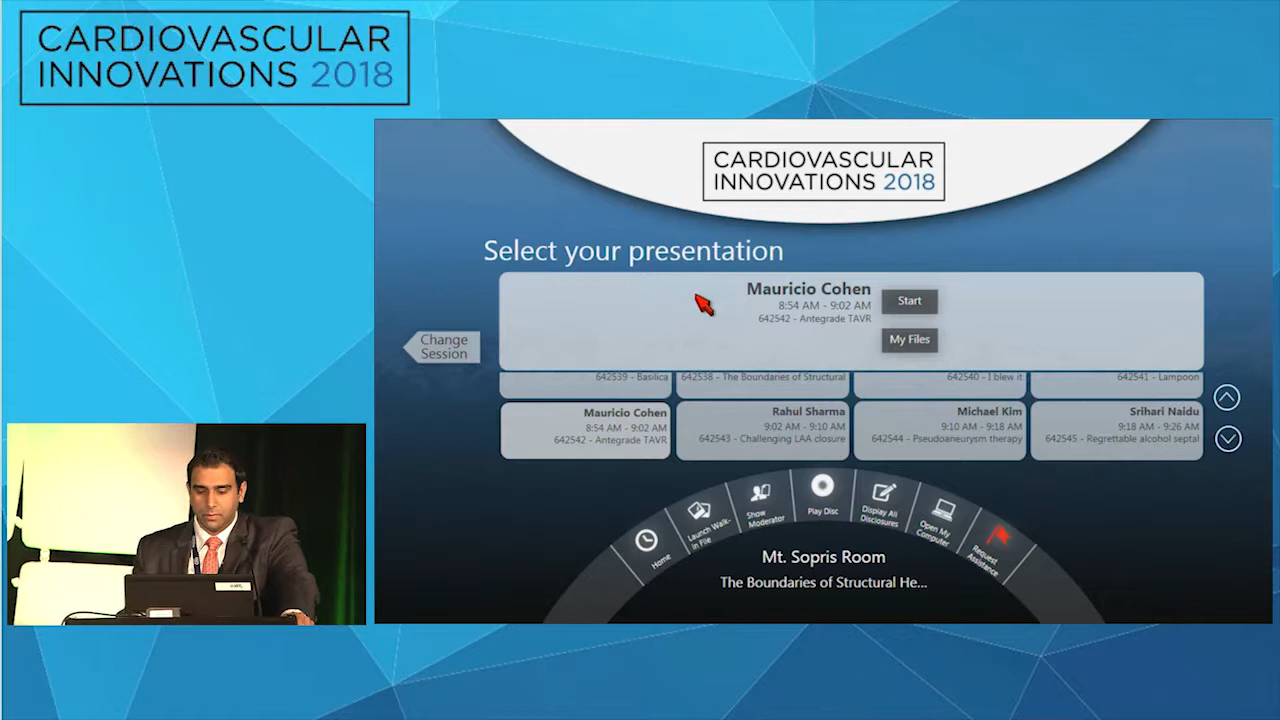 CARDIOVASCULAR
INNOVATIONS 2018
CARDIOVASCULAR
INNOVATIONS 2018
Select your presentation
Mauricio Cohen
8:54 AM - 9:02 AM
642542 - Antegrade TAVR
Start
My Files
Change
Session
642539 - Basilica
642538 - The Boundaries of Structural
642540 - I blew it
642541 - Lampoon
Mauricio Cohen
8:54 AM - 9:02 AM
642542 - Antegrade TAVR
Rahul Sharma
9:02 AM - 9:10 AM
642543 - Challenging LAA closure
Michael Kim
9:10 AM - 9:18 AM
642544 - Pseudoaneurysm therapy
Srihari Naidu
9:18 AM - 9:26 AM
642545 - Regrettable alcohol septal
Home
Launch Walk-
in File
Show
Moderator
Play Disc
Display All
Disclosures
Open My
Computer
Request
Assistance
Mt. Sopris Room
The Boundaries of Structural He...